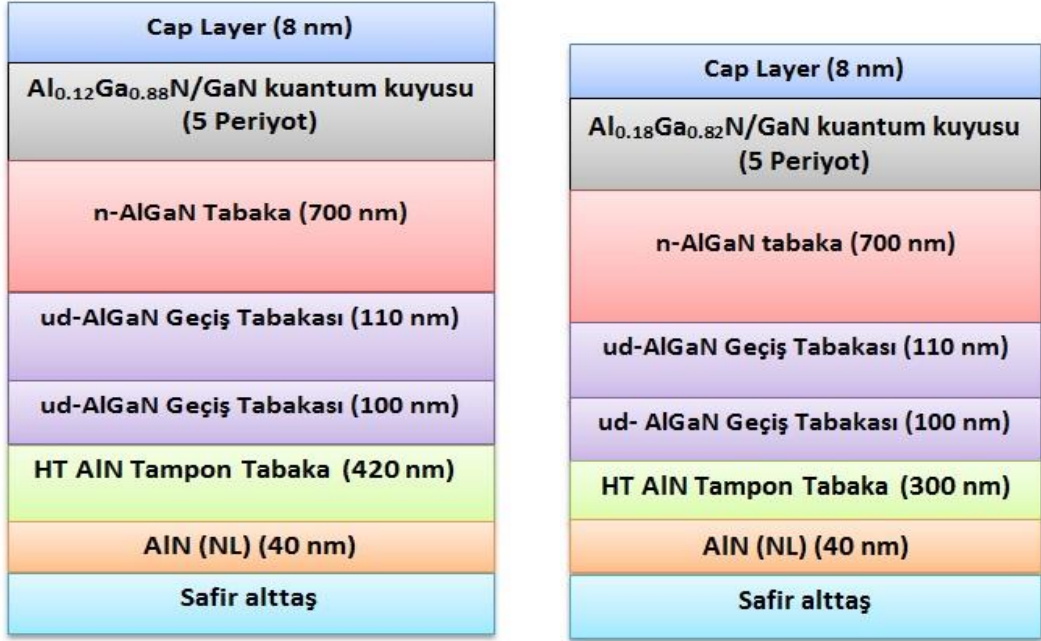 Cap Layer (8 nm)
Al₀.₁₂Ga₀.₈₈N/GaN kuantum kuyusu
(5 Periyot)
n-AlGaN Tabaka (700 nm)
ud-AlGaN Geçiş Tabakası (110 nm)
ud-AlGaN Geçiş Tabakası (100 nm)
HT AlN Tampon Tabaka (420 nm)
AlN (NL) (40 nm)
Safir alttaş
Cap Layer (8 nm)
Al₀.₁₈Ga₀.₈₂N/GaN kuantum kuyusu
(5 Periyot)
n-AlGaN tabaka (700 nm)
ud-AlGaN Geçiş Tabakası (110 nm)
ud- AlGaN Geçiş Tabakası (100 nm)
HT AlN Tampon Tabaka (300 nm)
AlN (NL) (40 nm)
Safir alttaş